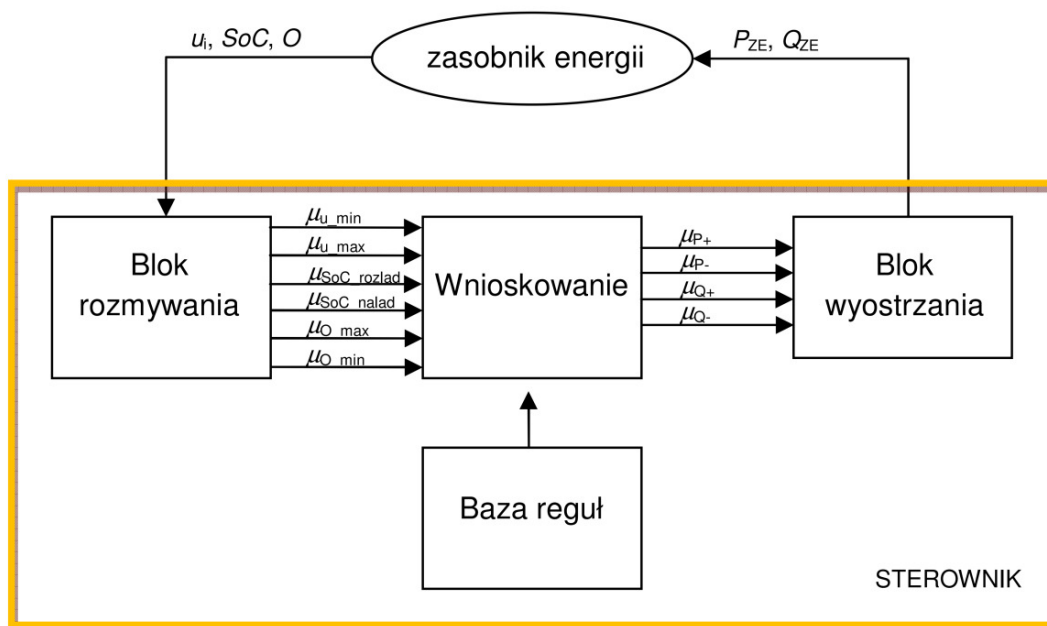 u_i, SoC, O
zasobnik energii
P_ZE, Q_ZE
Blok
rozmywania
μ_u_min
μ_u_max
μ_SoC_rozlad
μ_SoC_nalad
μ_O_max
μ_O_min
Wnioskowanie
μ_P+
μ_P-
μ_Q+
μ_Q-
Blok
wyostrzania
Baza reguł
STEROWNIK